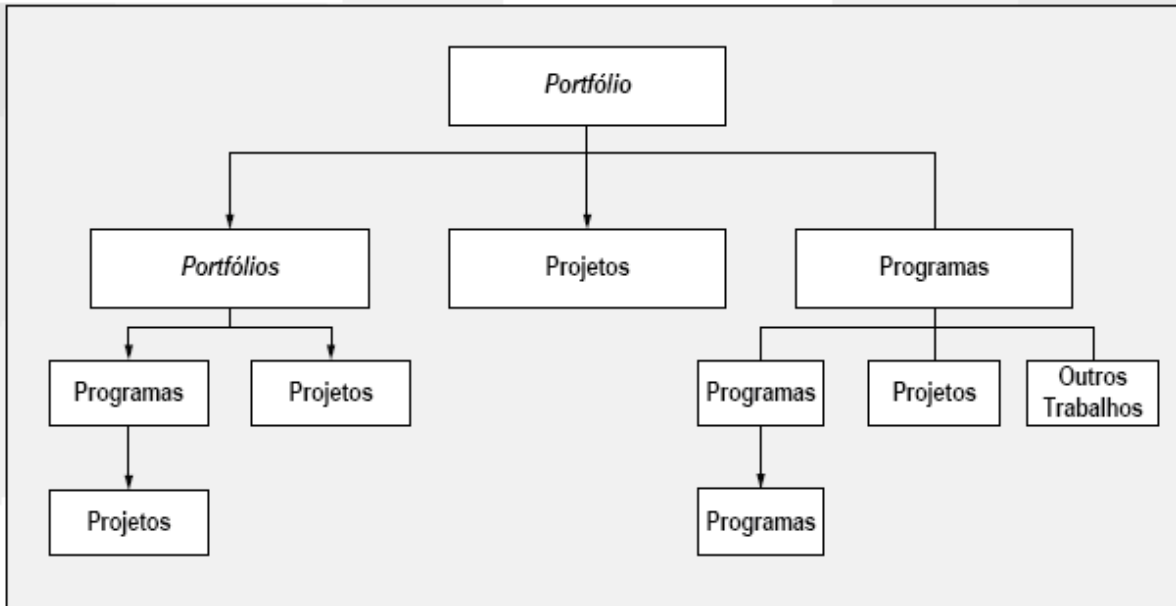 Portfólio
Portfólios
Projetos
Programas
Programas
Projetos
Programas
Projetos
Outros
Trabalhos
Projetos
Programas